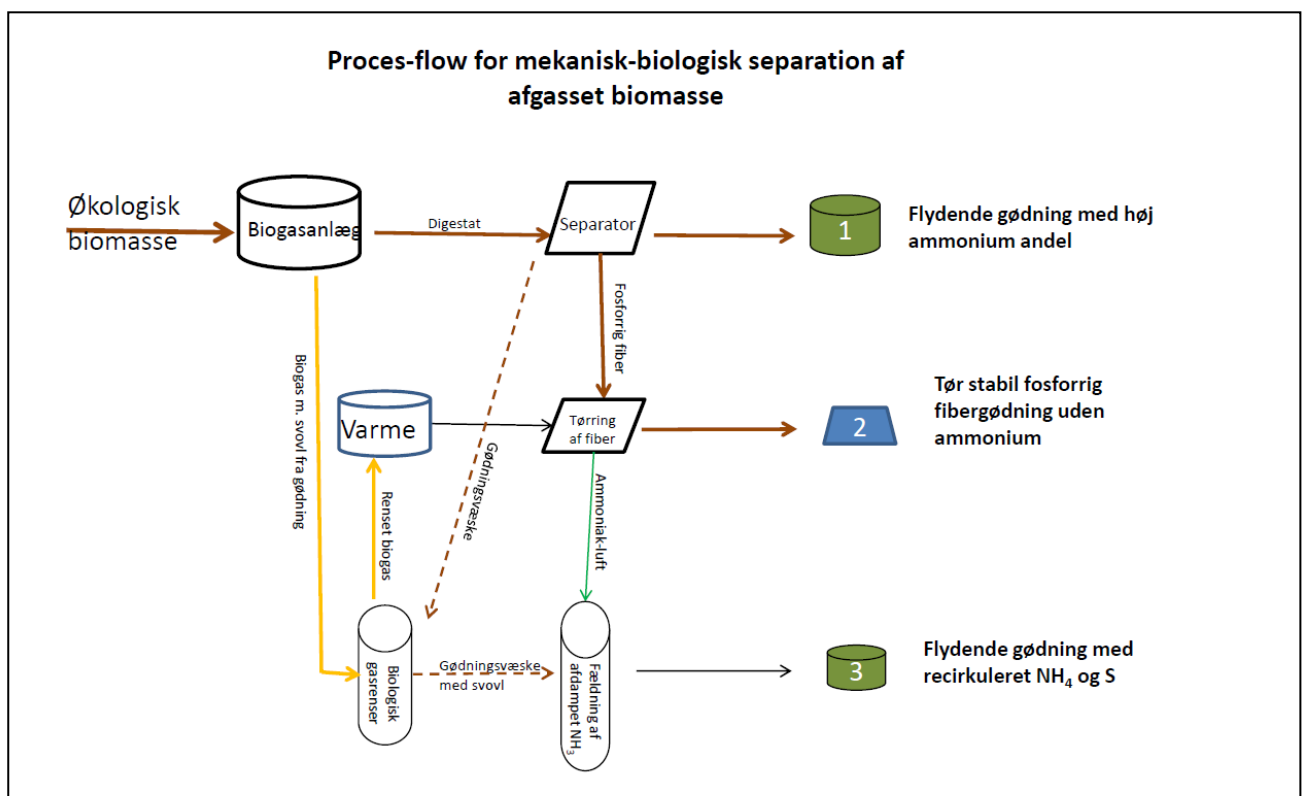 Proces-flow for mekanisk-biologisk separation af
afgasset biomasse
Økologisk
biomasse
Biogasanlæg
Digestat
Separator
1
Flydende gødning med høj
ammonium andel
Fosforrig fiber
Biogas m. svovl fra gødning
Varme
Gødningsvæske
Tørring
af fiber
2
Tør stabil fosforrig
fibergødning uden
ammonium
Renset biogas
Ammoniak-luft
Biologisk
gasrenser
Gødningsvæske
med svovl
Fældning af
afdampet NH₃
3
Flydende gødning med
recirkuleret NH₄ og S